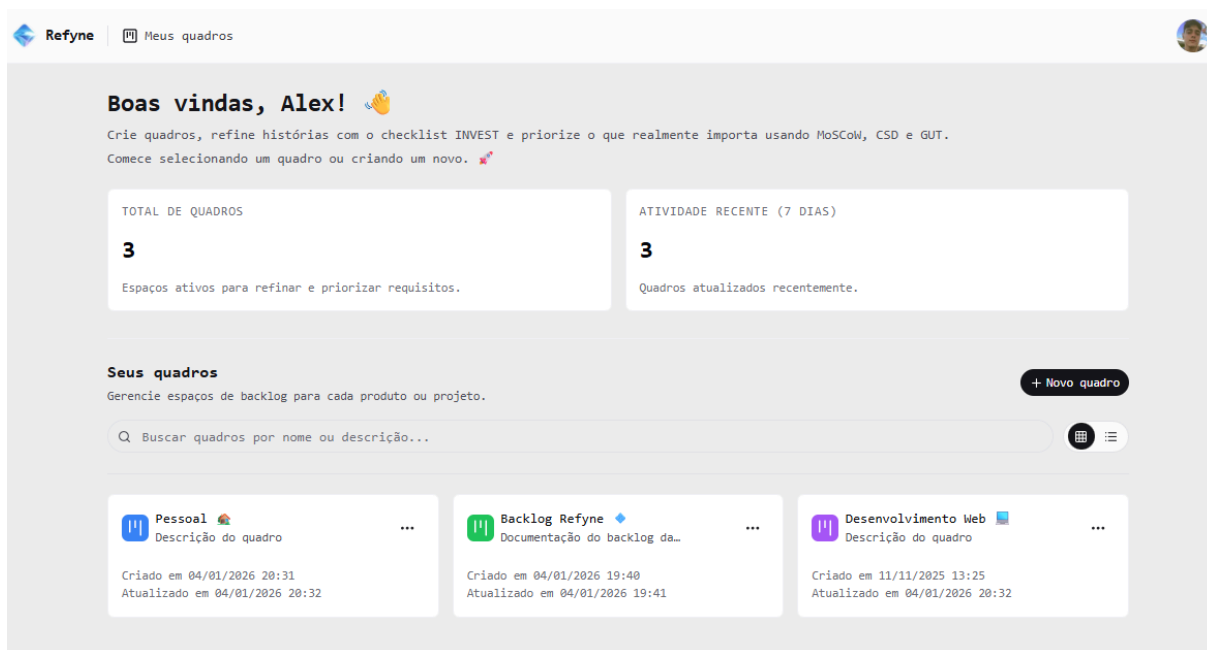 Refyne
Meus quadros
Boas vindas, Alex! 👋
Crie quadros, refine histórias com o checklist INVEST e priorize o que realmente importa usando MoSCoW, CSD e GUT.
Comece selecionando um quadro ou criando um novo. 🚀
TOTAL DE QUADROS
3
Espaços ativos para refinar e priorizar requisitos.
ATIVIDADE RECENTE (7 DIAS)
3
Quadros atualizados recentemente.
Seus quadros
Gerencie espaços de backlog para cada produto ou projeto.
+ Novo quadro
Buscar quadros por nome ou descrição...
Pessoal 🏠
Descrição do quadro
Criado em 04/01/2026 20:31
Atualizado em 04/01/2026 20:32
Backlog Refyne 🔹
Documentação do backlog da…
Criado em 04/01/2026 19:40
Atualizado em 04/01/2026 19:41
Desenvolvimento Web 💻
Descrição do quadro
Criado em 11/11/2025 13:25
Atualizado em 04/01/2026 20:32